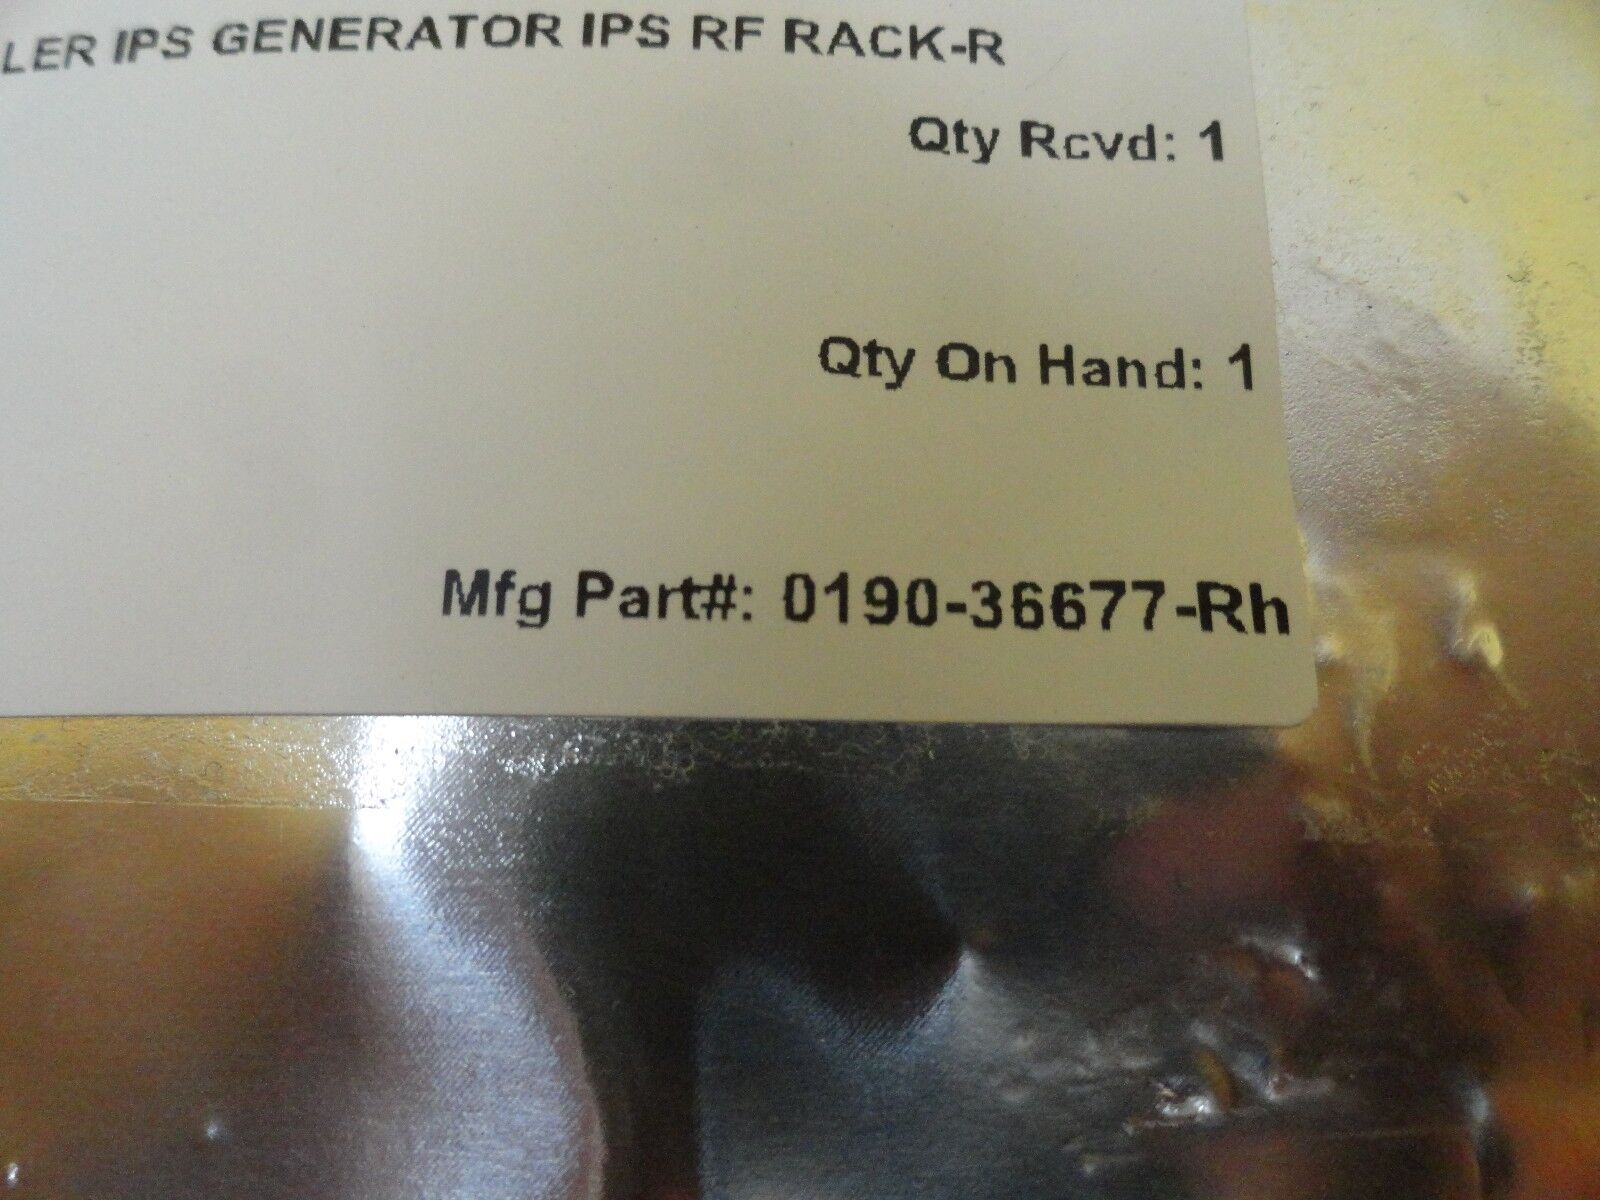 LER IPS GENERATOR IPS RF RACK-R
Qty Rcvd: 1
Qty On Hand: 1
Mfg Part#: 0190-36677-Rh